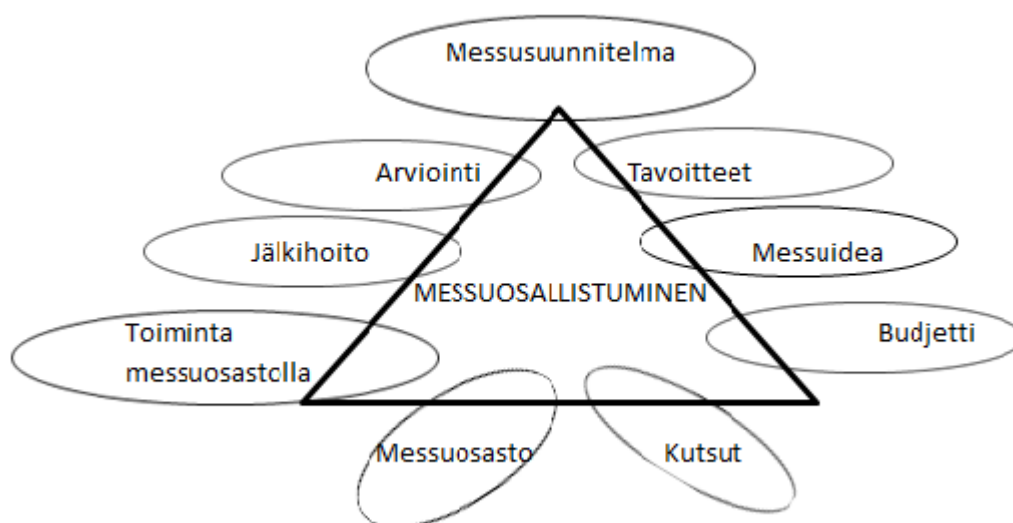 Messusuunnitelma
Arviointi
Tavoitteet
Jälkihoito
Messuidea
MESSUOSALLISTUMINEN
Toiminta
messuosastolla
Budjetti
Messuosasto
Kutsut